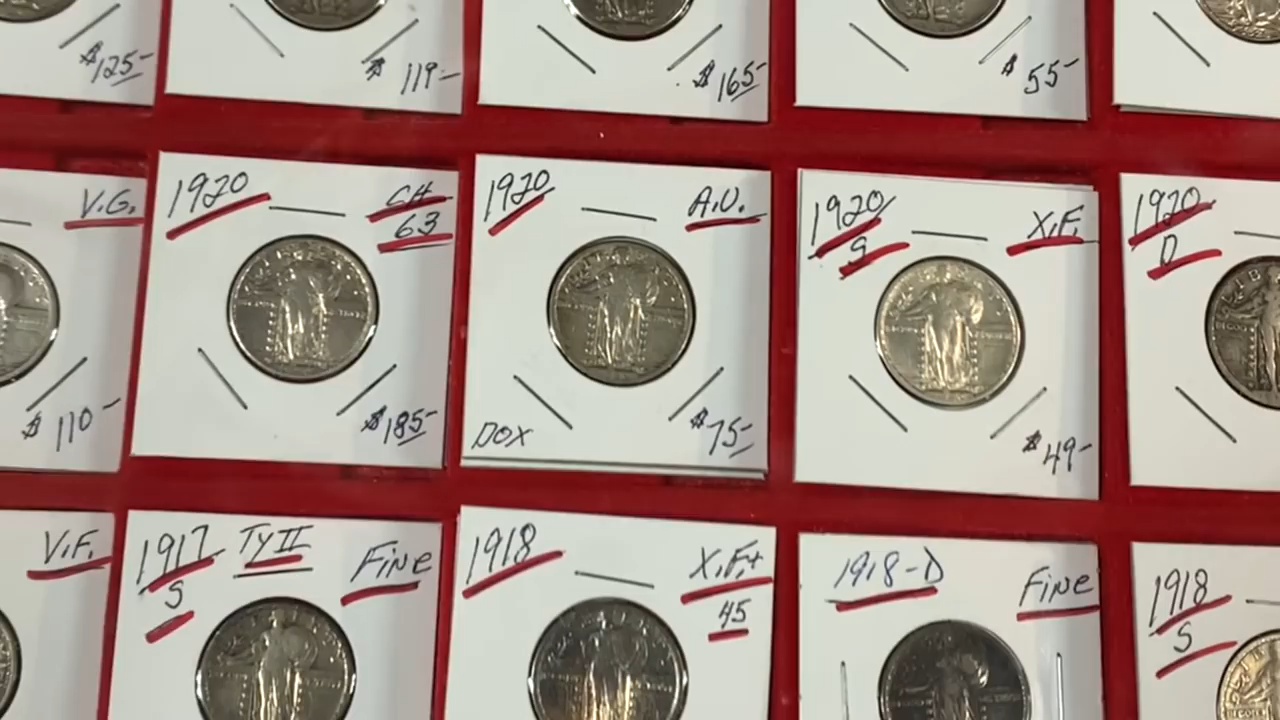 $125-
$119-
$165-
$55-
V.G.
$110-
1920
CH
63
$185-
1920
A.U.
DOX
$75-
1920
S
X.F.
$49-
1920
D
V.F.
1917
S
Ty II
Fine
1918
X.F.+
45
1918-D
Fine
1918
S